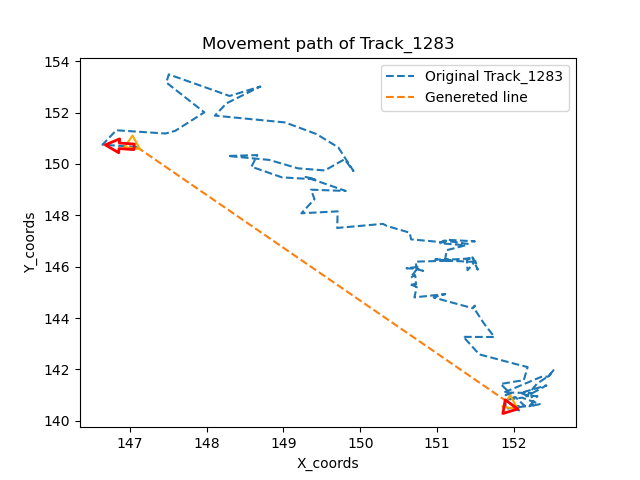 Movement path of Track_1283
Original Track_1283
Genereted line
154
152
150
148
146
144
142
140
Y_coords
147
148
149
150
151
152
X_coords